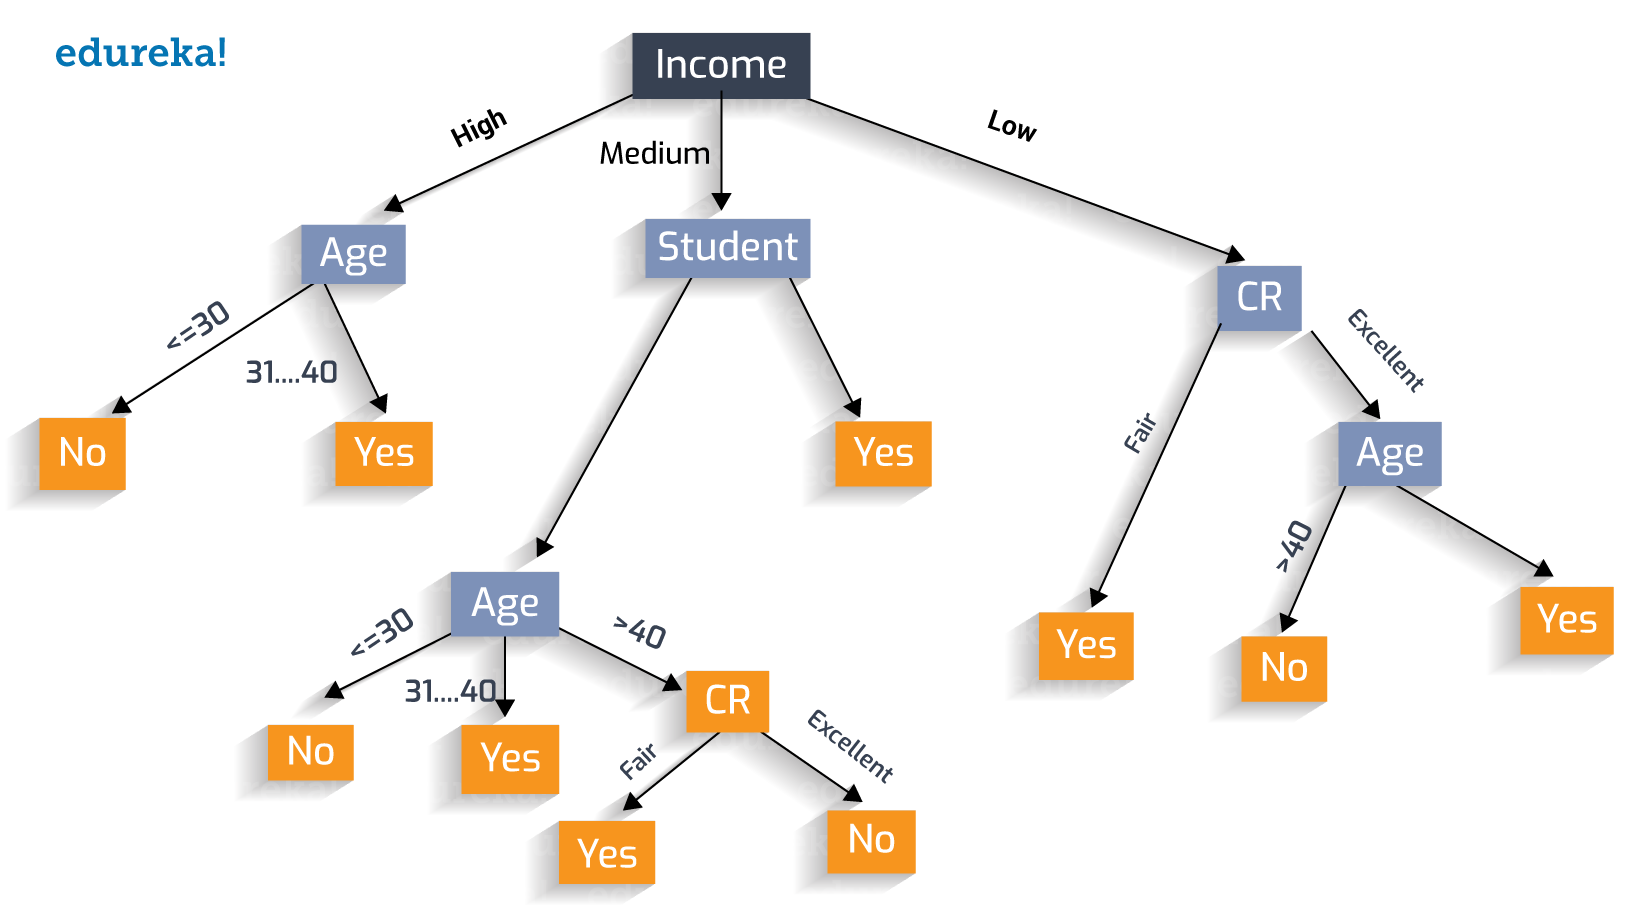 edureka!
Income
High
Medium
Low
Age
Student
CR
<=30
31....40
Excellent
Fair
No
Yes
Yes
Age
>40
Age
<=30
31....40
>40
Yes
No
Yes
CR
No
Yes
Fair
Excellent
Yes
No